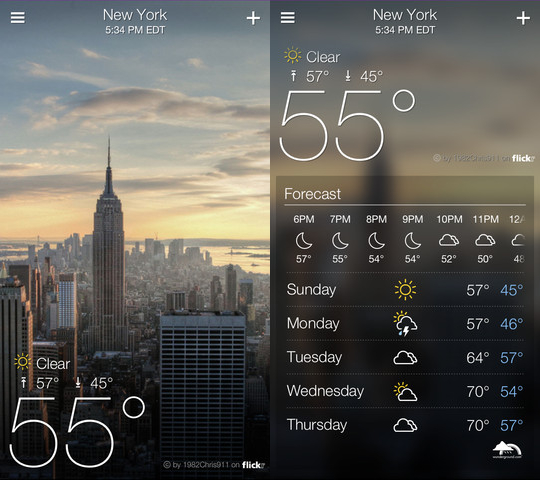 New York
5:34 PM EDT
Clear
57° 45°
55°
by 1982Chris911 on flickr
New York
5:34 PM EDT
Clear
57° 45°
55°
by 1982Chris911 on flickr
Forecast
6PM 7PM 8PM 9PM 10PM 11PM 12A
57° 55° 54° 54° 52° 50° 48
Sunday 57° 45°
Monday 57° 46°
Tuesday 64° 57°
Wednesday 70° 54°
Thursday 70° 57°
wunderground.com